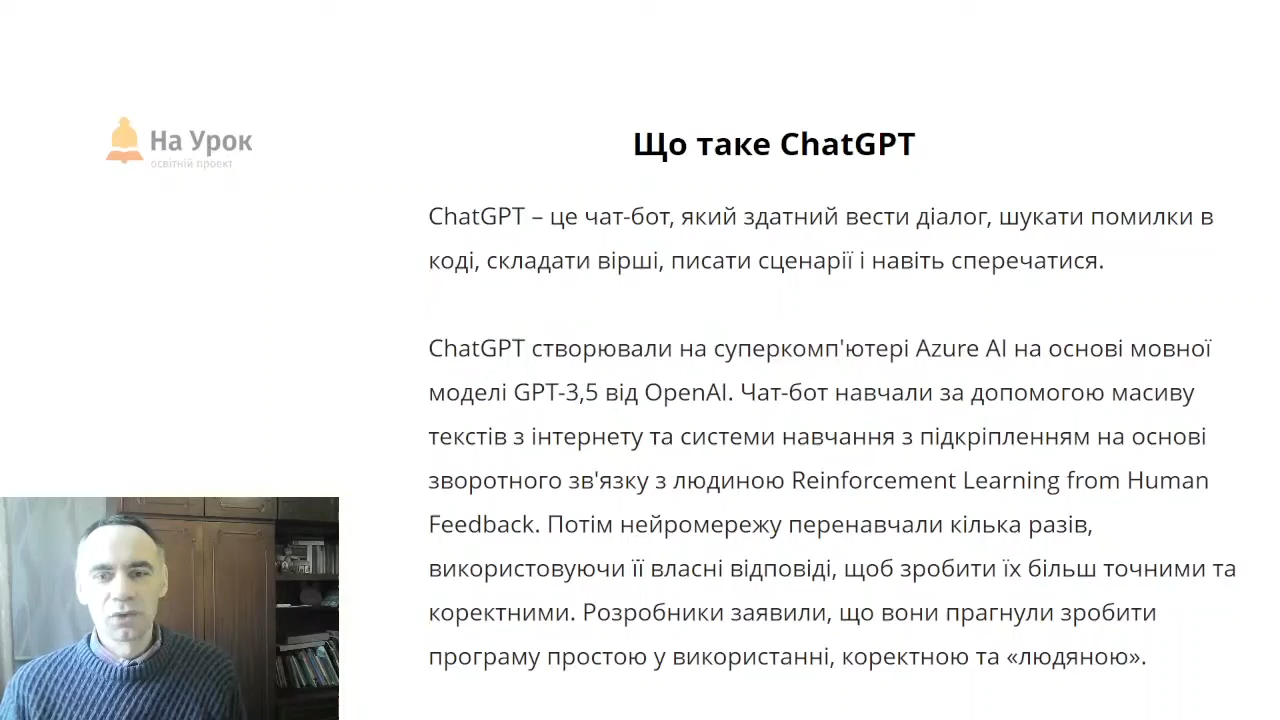 На Урок
освітній проект
Що таке ChatGPT
ChatGPT – це чат-бот, який здатний вести діалог, шукати помилки в
коді, складати вірші, писати сценарії і навіть сперечатися.
ChatGPT створювали на суперкомп'ютері Azure AI на основі мовної
моделі GPT-3,5 від OpenAI. Чат-бот навчали за допомогою масиву
текстів з інтернету та системи навчання з підкріпленням на основі
зворотного зв'язку з людиною Reinforcement Learning from Human
Feedback. Потім нейромережу перенавчали кілька разів,
використовуючи її власні відповіді, щоб зробити їх більш точними та
коректними. Розробники заявили, що вони прагнули зробити
програму простою у використанні, коректною та «людяною».